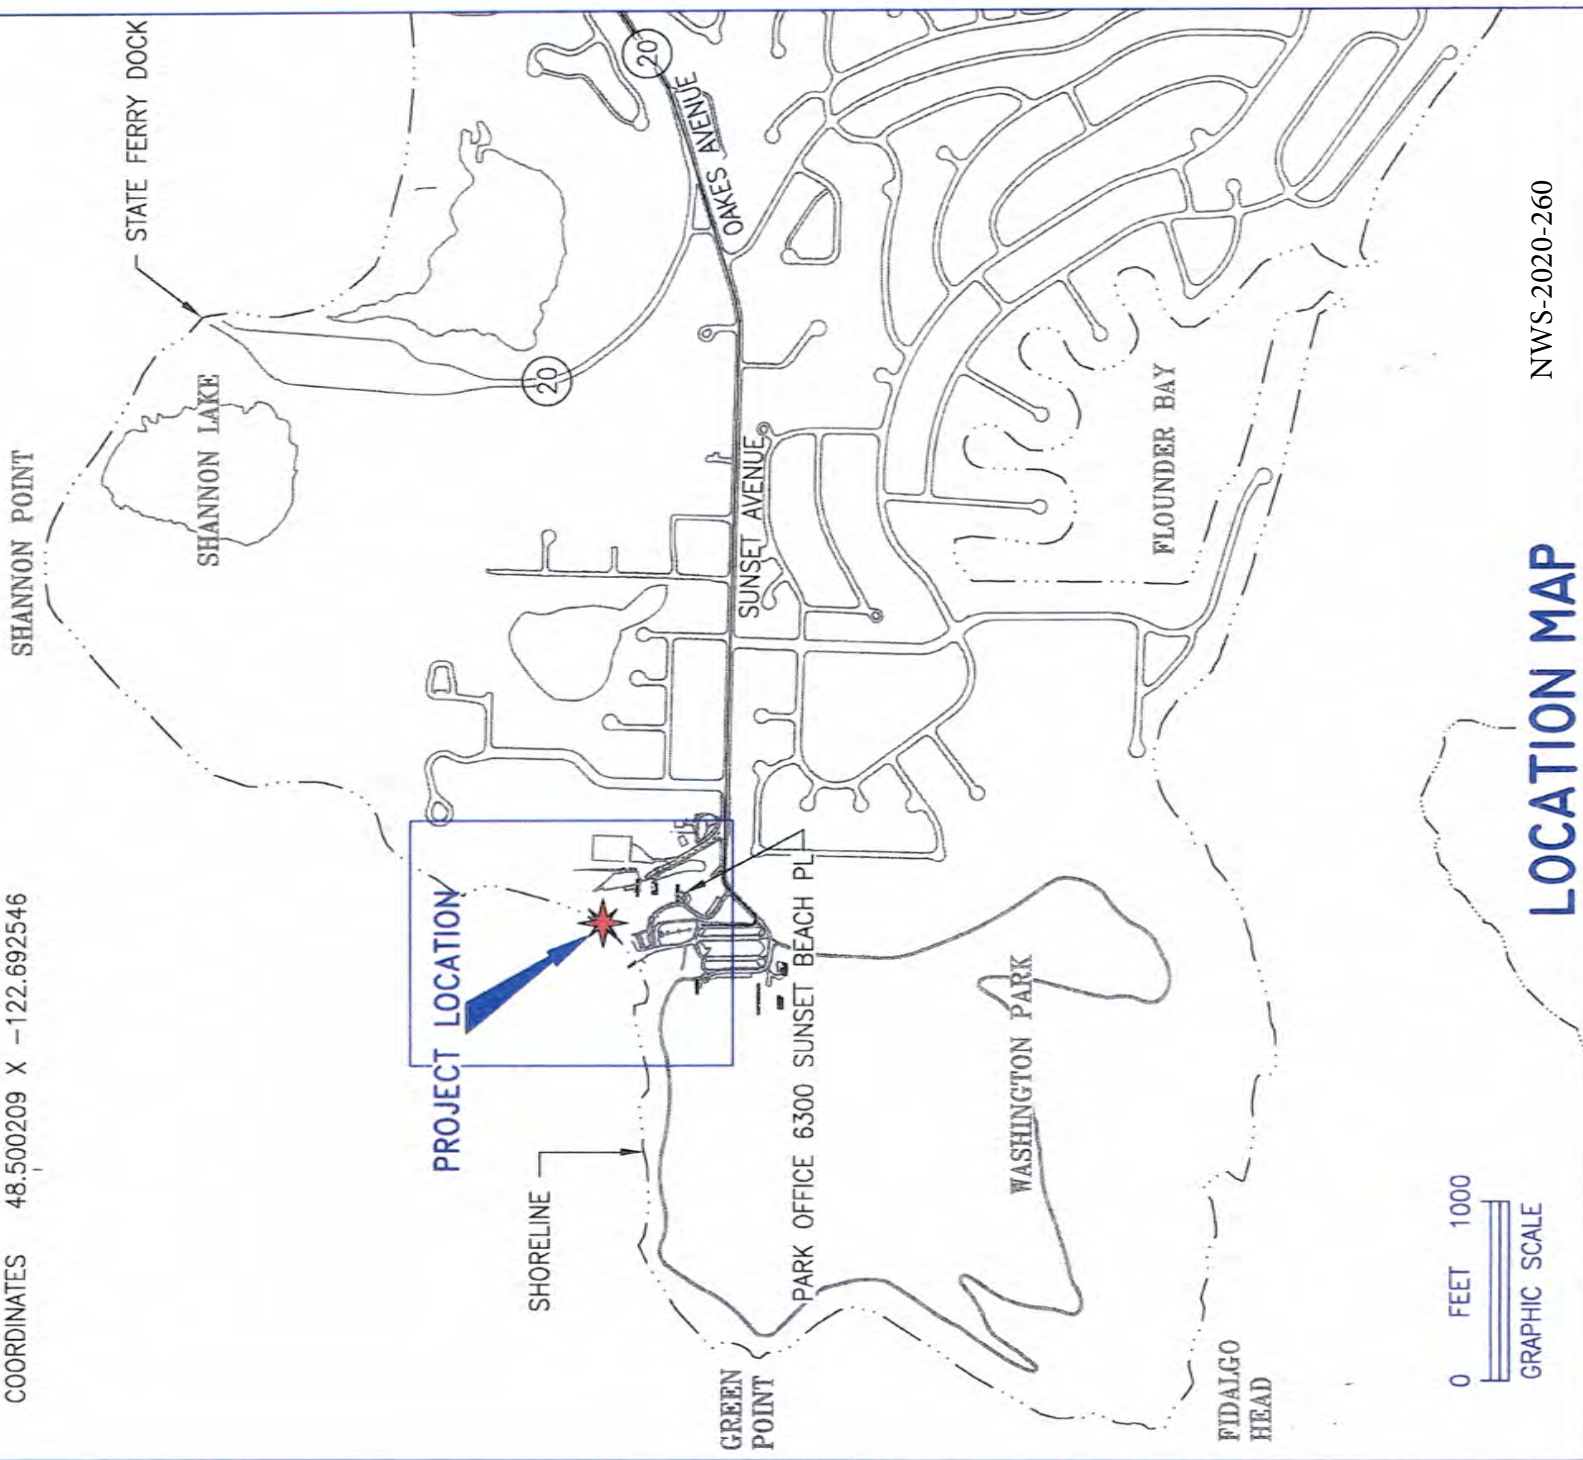 COORDINATES 48.500209 X -122.692546
SHANNON POINT
STATE FERRY DOCK
SHANNON LAKE
20
20
OAKES AVENUE
SUNSET AVENUE
PROJECT LOCATION
SHORELINE
PARK OFFICE 6300 SUNSET BEACH PL
GREEN
POINT
WASHINGTON PARK
FLOUNDER BAY
FIDALGO
HEAD
0 FEET 1000
GRAPHIC SCALE
LOCATION MAP
NWS-2020-260